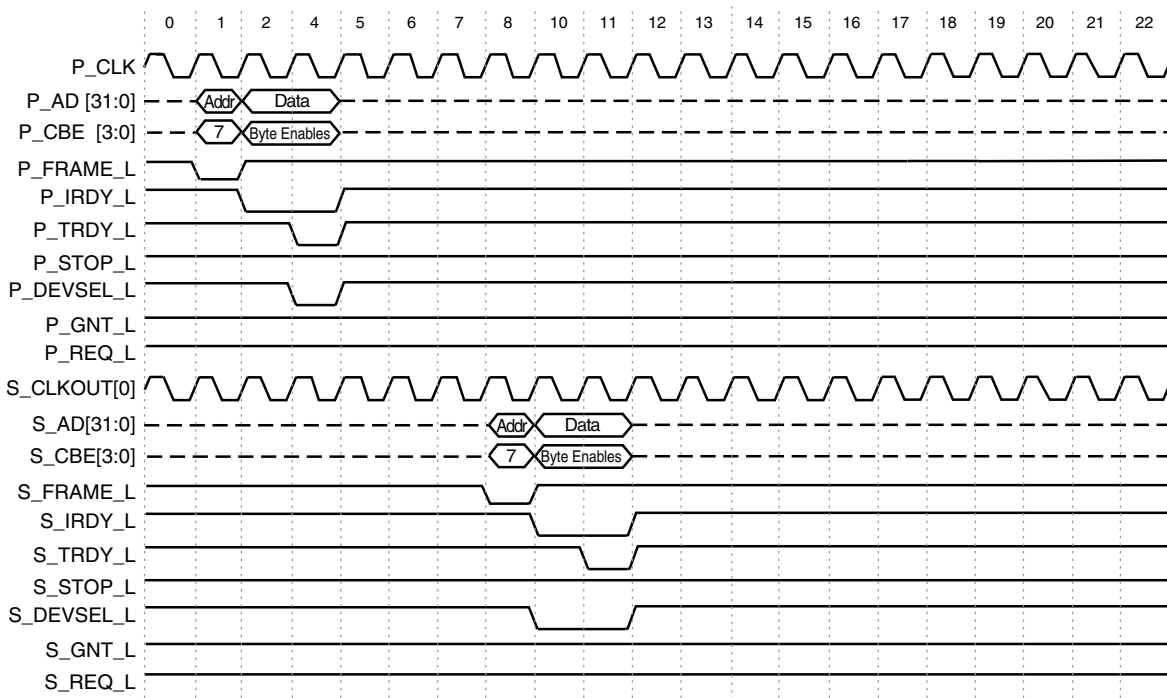 0 1 2 4 5 6 7 8 10 11 12 13 14 15 16 17 18 19 20 21 22
P_CLK
P_AD [31:0] Addr Data
P_CBE [3:0] 7 Byte Enables
P_FRAME_L
P_IRDY_L
P_TRDY_L
P_STOP_L
P_DEVSEL_L
P_GNT_L
P_REQ_L
S_CLKOUT[0]
S_AD[31:0] Addr Data
S_CBE[3:0] 7 Byte Enables
S_FRAME_L
S_IRDY_L
S_TRDY_L
S_STOP_L
S_DEVSEL_L
S_GNT_L
S_REQ_L